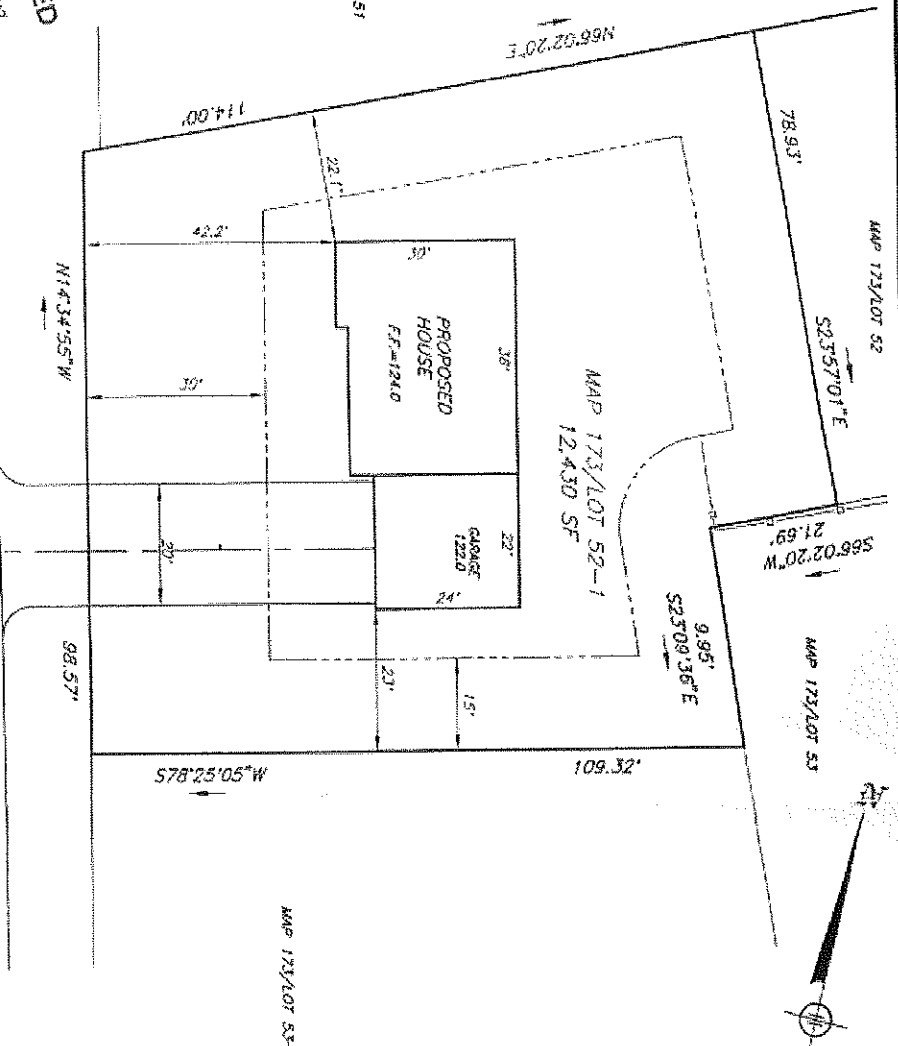 ED
51
N66°02'20"E
114.00'
78.93'
MAP 173/LOT 52
S23°57'01"E
22.1'
42.2'
30'
38'
PROPOSED
HOUSE
F.F.=124.0
N14°34'55"W
30'
MAP 173/LOT 52-1
12,430 SF
S66°02'20"W
21.69'
22'
GARAGE
122.0
24'
20'
9.95'
S23°09'36"E
MAP 173/LOT 53
23'
15'
98.57'
S78°25'05"W
109.32'
MAP 173/LOT 53-